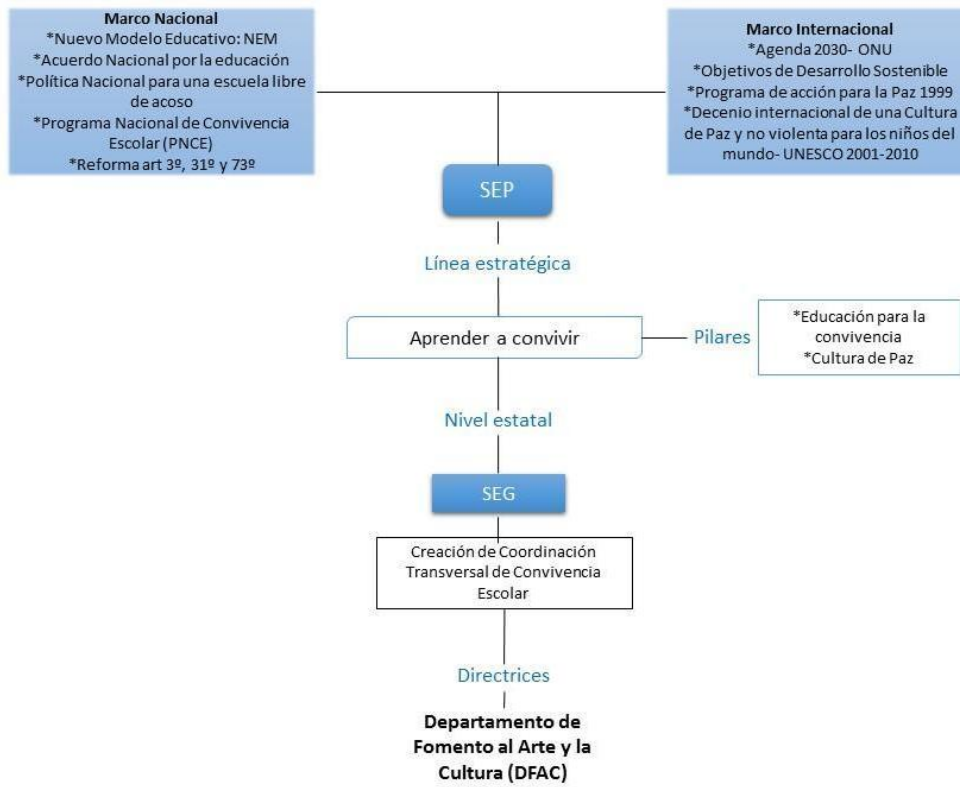 Marco Nacional
*Nuevo Modelo Educativo: NEM
*Acuerdo Nacional por la educación
*Política Nacional para una escuela libre
de acoso
*Programa Nacional de Convivencia
Escolar (PNCE)
*Reforma art 3º, 31º y 73º
Marco Internacional
*Agenda 2030- ONU
*Objetivos de Desarrollo Sostenible
*Programa de acción para la Paz 1999
*Decenio internacional de una Cultura
de Paz y no violenta para los niños del
mundo- UNESCO 2001-2010
SEP
Línea estratégica
Aprender a convivir
Pilares
*Educación para la
convivencia
*Cultura de Paz
Nivel estatal
SEG
Creación de Coordinación
Transversal de Convivencia
Escolar
Directrices
Departamento de
Fomento al Arte y la
Cultura (DFAC)